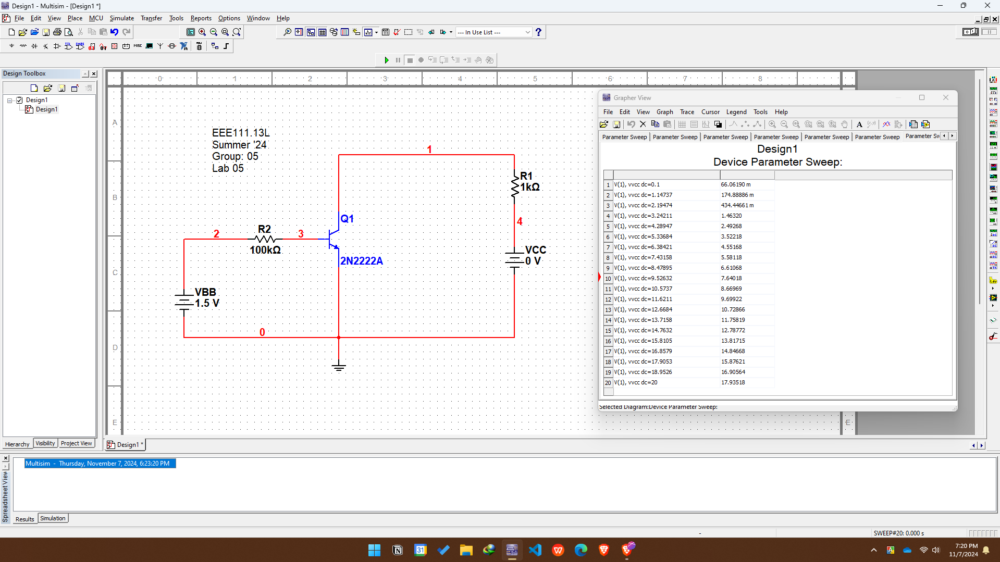 Design1 - Multisim - [Design1 *]
File Edit View Place MCU Simulate Transfer Tools Reports Options Window Help
--- In Use List ---
Design Toolbox
Design1
Design1
Hierarchy Visibility Project View
0 1 2 3 4 5 6 7 8
A
B
C
D
E
E
EEE111.13L
Summer '24
Group: 05
Lab 05
1
R1
1kΩ
Q1
4
2
R2
3
100kΩ
VCC
0 V
2N2222A
VBB
1.5 V
0
Grapher View
File Edit View Graph Trace Cursor Legend Tools Help
Parameter Sweep Parameter Sweep Parameter Sweep Parameter Sweep Parameter Sweep Parameter Sweep Parameter Sw
Design1
Device Parameter Sweep:
1 V(1), vvcc dc=0.1 66.06190 m
2 V(1), vvcc dc=1.14737 174.88886 m
3 V(1), vvcc dc=2.19474 434.44661 m
4 V(1), vvcc dc=3.24211 1.46320
5 V(1), vvcc dc=4.28947 2.49268
6 V(1), vvcc dc=5.33684 3.52218
7 V(1), vvcc dc=6.38421 4.55168
8 V(1), vvcc dc=7.43158 5.58118
9 V(1), vvcc dc=8.47895 6.61068
10 V(1), vvcc dc=9.52632 7.64018
11 V(1), vvcc dc=10.5737 8.66969
12 V(1), vvcc dc=11.6211 9.69922
13 V(1), vvcc dc=12.6684 10.72866
14 V(1), vvcc dc=13.7158 11.75819
15 V(1), vvcc dc=14.7632 12.78772
16 V(1), vvcc dc=15.8105 13.81715
17 V(1), vvcc dc=16.8579 14.84668
18 V(1), vvcc dc=17.9053 15.87621
19 V(1), vvcc dc=18.9526 16.90564
20 V(1), vvcc dc=20 17.93518
Selected Diagram:Device Parameter Sweep:
Design1 *
Multisim - Thursday, November 7, 2024, 6:23:20 PM
Spreadsheet View
Results Simulation
-
SWEEP#20: 0.000 s
7:20 PM
11/7/2024